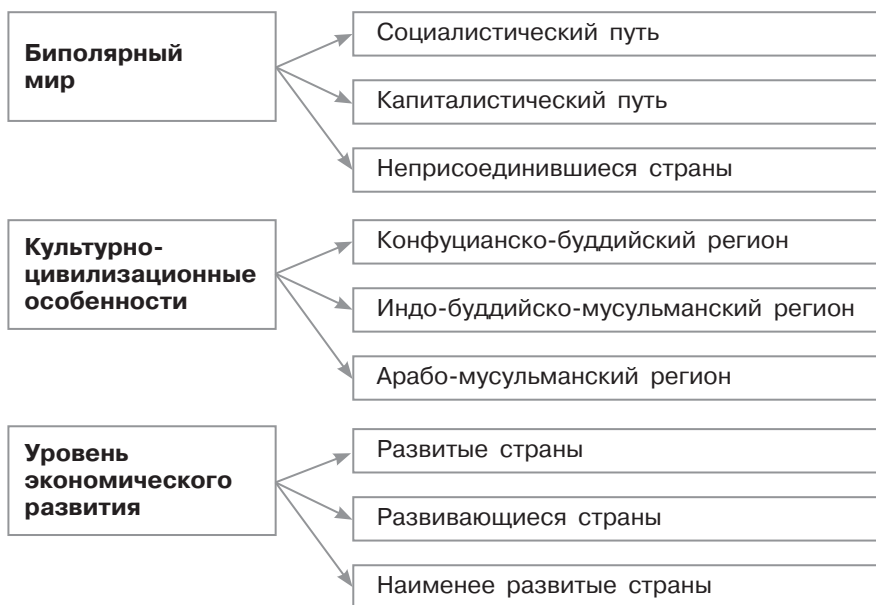 Биполярный
мир
Социалистический путь
Капиталистический путь
Неприсоединившиеся страны
Культурно-
цивилизационные
особенности
Конфуцианско-буддийский регион
Индо-буддийско-мусульманский регион
Арабо-мусульманский регион
Уровень
экономического
развития
Развитые страны
Развивающиеся страны
Наименее развитые страны